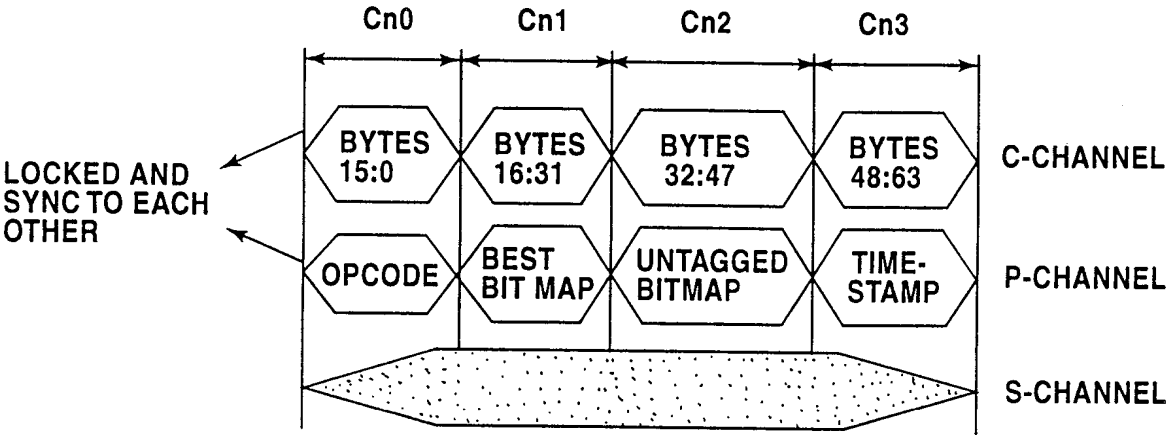 Cn0 Cn1 Cn2 Cn3
BYTES 15:0
BYTES 16:31
BYTES 32:47
BYTES 48:63
C-CHANNEL
LOCKED AND
SYNC TO EACH
OTHER
OPCODE
BEST
BIT MAP
UNTAGGED
BITMAP
TIME-
STAMP
P-CHANNEL
S-CHANNEL